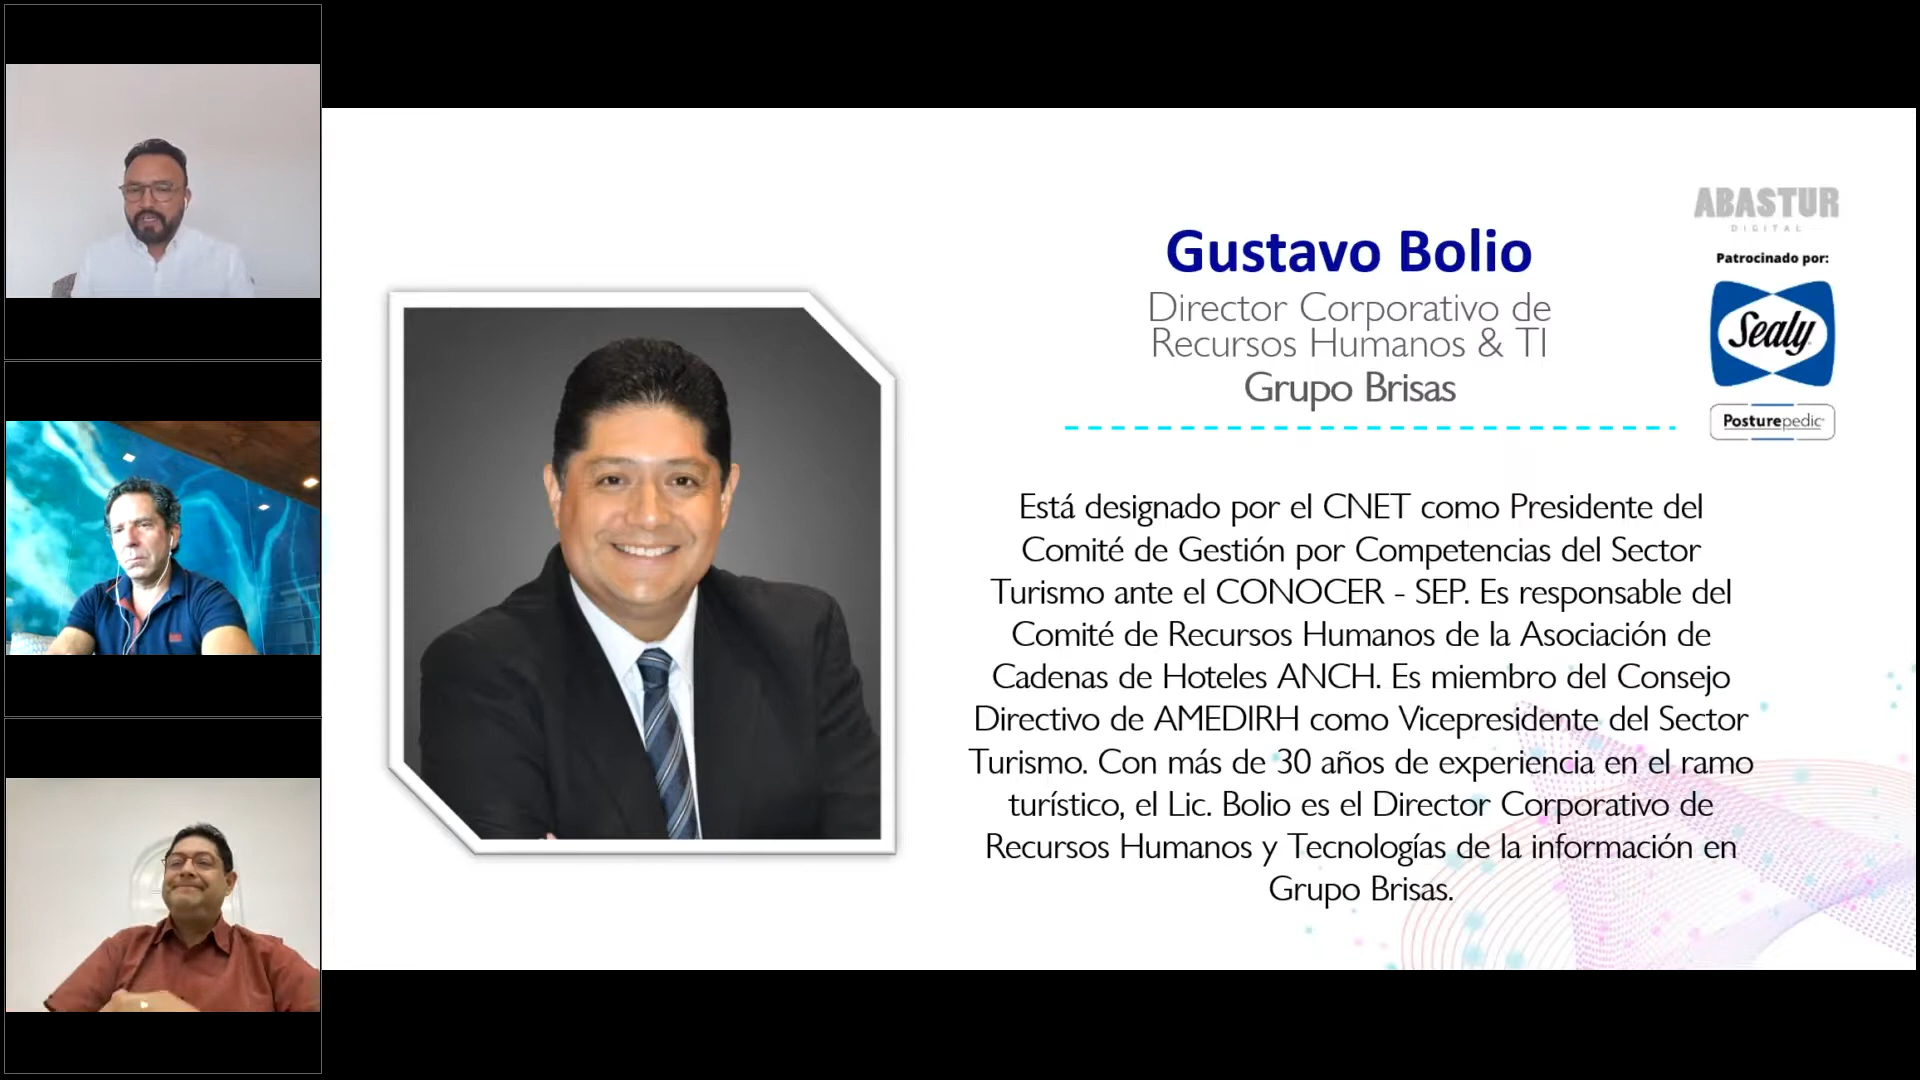 ABASTUR
DIGITAL
Patrocinado por:
Sealy
Posturepedic
Gustavo Bolio
Director Corporativo de
Recursos Humanos & TI
Grupo Brisas
Está designado por el CNET como Presidente del
Comité de Gestión por Competencias del Sector
Turismo ante el CONOCER - SEP. Es responsable del
Comité de Recursos Humanos de la Asociación de
Cadenas de Hoteles ANCH. Es miembro del Consejo
Directivo de AMEDIRH como Vicepresidente del Sector
Turismo. Con más de 30 años de experiencia en el ramo
turístico, el Lic. Bolio es el Director Corporativo de
Recursos Humanos y Tecnologías de la información en
Grupo Brisas.